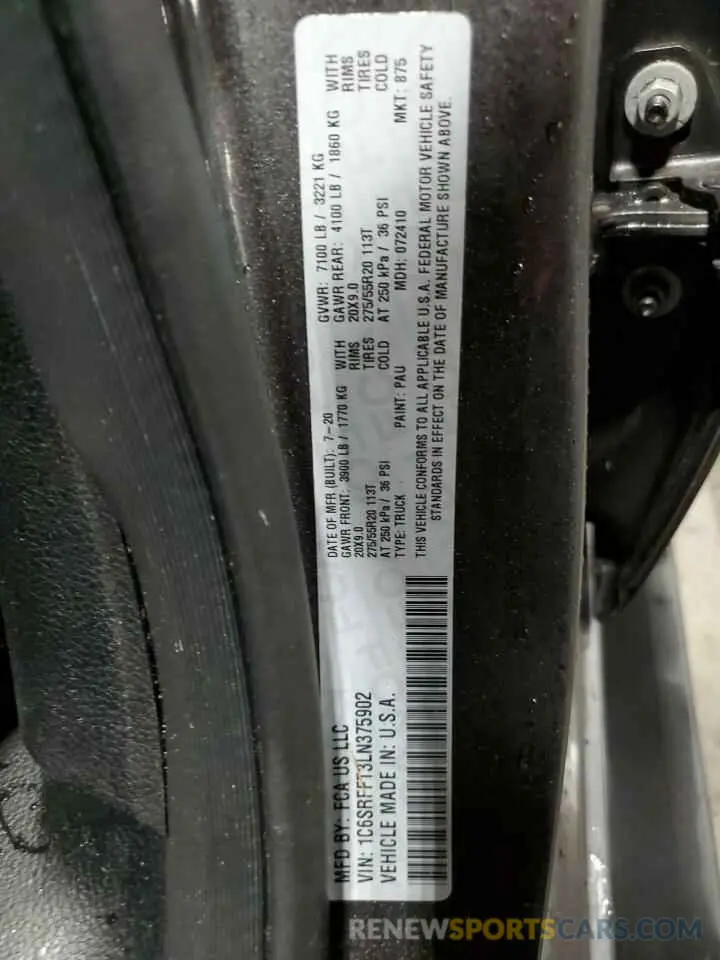 MFD BY: FCA US LLC
VIN: 1C6SRFFT3LN375902
VEHICLE MADE IN: U.S.A.
DATE OF MFR (BUILT): 7-20
GAWR FRONT: 3900 LB / 1770 KG WITH
20X9.0 RIMS
275/55R20 113T TIRES
AT 250 kPa / 36 PSI COLD
TYPE: TRUCK PAINT: PAU
GVWR: 7100 LB / 3221 KG
GAWR REAR: 4100 LB / 1860 KG WITH
20X9.0 RIMS
275/55R20 113T TIRES
AT 250 kPa / 36 PSI COLD
MDH: 072410 MKT: 875
THIS VEHICLE CONFORMS TO ALL APPLICABLE U.S.A. FEDERAL MOTOR VEHICLE SAFETY
STANDARDS IN EFFECT ON THE DATE OF MANUFACTURE SHOWN ABOVE.
RENEWSPORTSCARS.COM